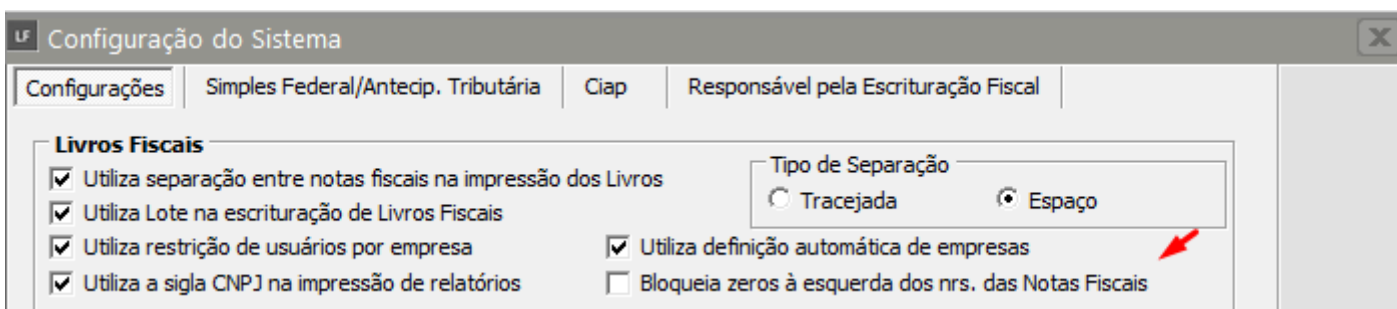 LF Configuração do Sistema
Configurações Simples Federal/Antecip. Tributária Ciap Responsável pela Escrituração Fiscal
Livros Fiscais
Tipo de Separação
Utiliza separação entre notas fiscais na impressão dos Livros
Tracejada Espaço
Utiliza Lote na escrituração de Livros Fiscais
Utiliza restrição de usuários por empresa Utiliza definição automática de empresas
Utiliza a sigla CNPJ na impressão de relatórios Bloqueia zeros à esquerda dos nrs. das Notas Fiscais